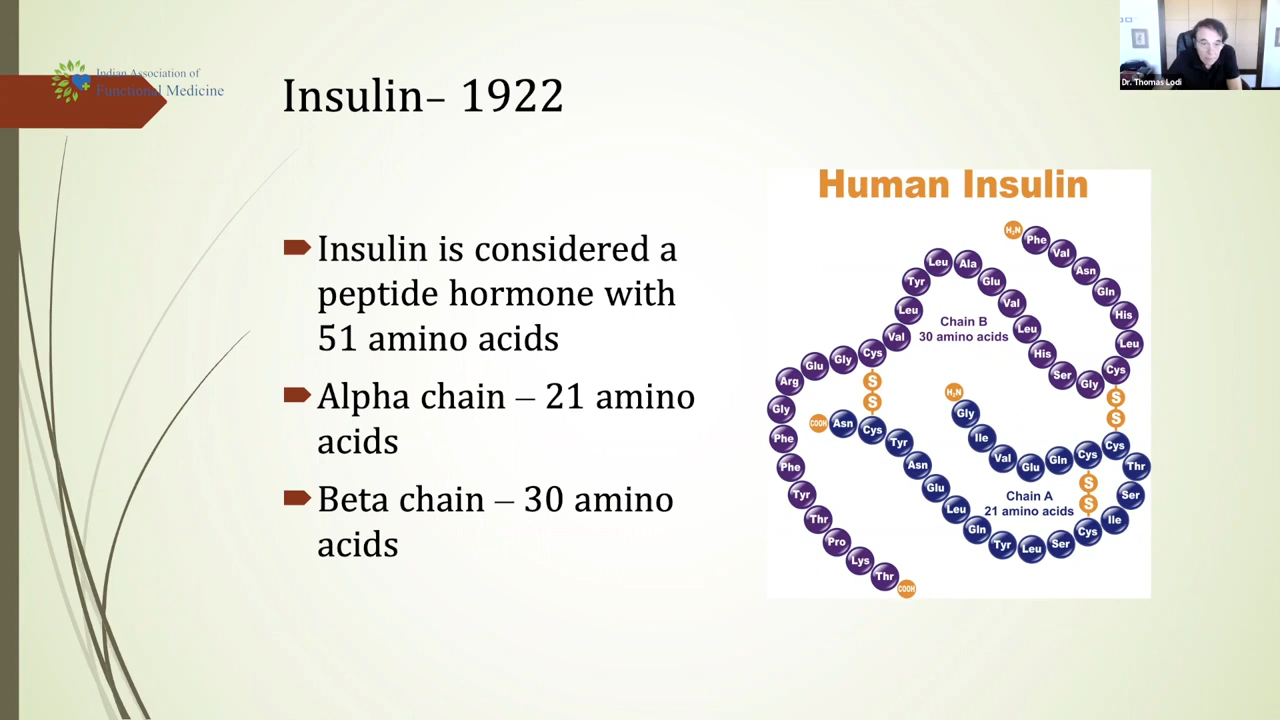 Indian Association of
Functional Medicine
Insulin– 1922
Dr. Thomas Lodi
Insulin is considered a
peptide hormone with
51 amino acids
Alpha chain – 21 amino
acids
Beta chain – 30 amino
acids
Human Insulin
H₂N Phe Val Asn Gln His Leu Cys Gly Ser His Leu Val Glu Ala Leu Tyr Leu Val Cys Gly Glu Arg Gly Phe Phe Tyr Thr Pro Lys Thr COOH
Chain B
30 amino acids
S S
S S
H₂N Gly Ile Val Glu Gln Cys Cys Thr Ser Ile Cys Ser Leu Tyr Gln Leu Glu Asn Tyr Cys Asn COOH
Chain A
21 amino acids
S S